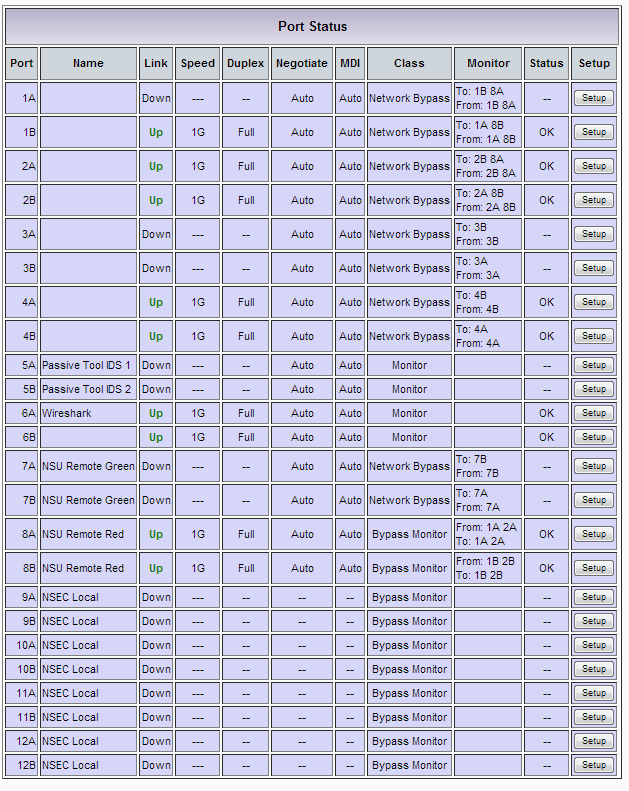 Port Status
Port Name Link Speed Duplex Negotiate MDI Class Monitor Status Setup
1A Down --- -- Auto Auto Network Bypass To: 1B 8A -- Setup
From: 1B 8A
1B Up 1G Full Auto Auto Network Bypass To: 1A 8B OK Setup
From: 1A 8B
2A Up 1G Full Auto Auto Network Bypass To: 2B 8A OK Setup
From: 2B 8A
2B Up 1G Full Auto Auto Network Bypass To: 2A 8B OK Setup
From: 2A 8B
3A Down --- -- Auto Auto Network Bypass To: 3B -- Setup
From: 3B
3B Down --- -- Auto Auto Network Bypass To: 3A -- Setup
From: 3A
4A Up 1G Full Auto Auto Network Bypass To: 4B OK Setup
From: 4B
4B Up 1G Full Auto Auto Network Bypass To: 4A OK Setup
From: 4A
5A Passive Tool IDS 1 Down --- -- Auto Auto Monitor -- Setup
5B Passive Tool IDS 2 Down --- -- Auto Auto Monitor -- Setup
6A Wireshark Up 1G Full Auto Auto Monitor OK Setup
6B Up 1G Full Auto Auto Monitor OK Setup
7A NSU Remote Green Down --- -- Auto Auto Network Bypass To: 7B -- Setup
From: 7B
7B NSU Remote Green Down --- -- Auto Auto Network Bypass To: 7A -- Setup
From: 7A
8A NSU Remote Red Up 1G Full Auto Auto Bypass Monitor From: 1A 2A OK Setup
To: 1A 2A
8B NSU Remote Red Up 1G Full Auto Auto Bypass Monitor From: 1B 2B OK Setup
To: 1B 2B
9A NSEC Local Down --- -- -- -- Bypass Monitor -- Setup
9B NSEC Local Down --- -- -- -- Bypass Monitor -- Setup
10A NSEC Local Down --- -- -- -- Bypass Monitor -- Setup
10B NSEC Local Down --- -- -- -- Bypass Monitor -- Setup
11A NSEC Local Down --- -- -- -- Bypass Monitor -- Setup
11B NSEC Local Down --- -- -- -- Bypass Monitor -- Setup
12A NSEC Local Down --- -- -- -- Bypass Monitor -- Setup
12B NSEC Local Down --- -- -- -- Bypass Monitor -- Setup